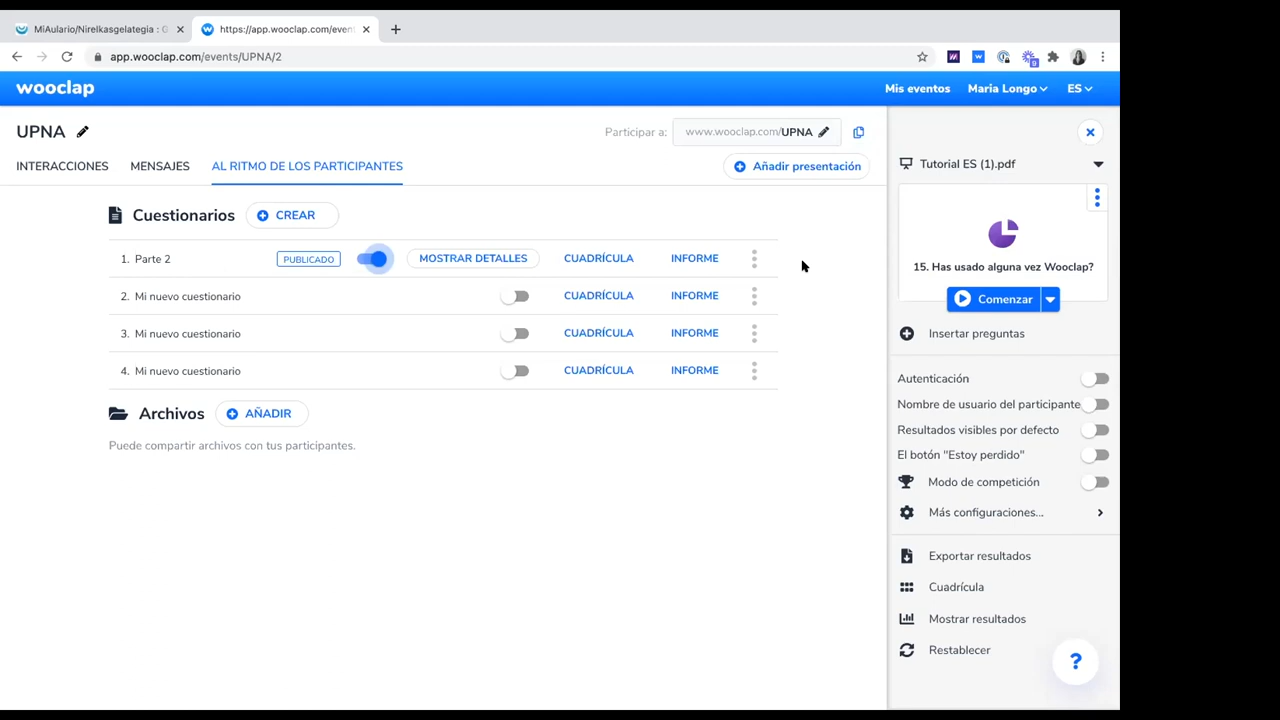 MiAulario/Nirelkasgelategia : G
https://app.wooclap.com/even
app.wooclap.com/events/UPNA/2
wooclap
Mis eventos
Maria Longo
ES
UPNA
Participar a:
www.wooclap.com/UPNA
INTERACCIONES
MENSAJES
AL RITMO DE LOS PARTICIPANTES
Añadir presentación
Cuestionarios
CREAR
1. Parte 2 PUBLICADO MOSTRAR DETALLES CUADRÍCULA INFORME
2. Mi nuevo cuestionario CUADRÍCULA INFORME
3. Mi nuevo cuestionario CUADRÍCULA INFORME
4. Mi nuevo cuestionario CUADRÍCULA INFORME
Archivos
AÑADIR
Puede compartir archivos con tus participantes.
Tutorial ES (1).pdf
15. Has usado alguna vez Wooclap?
Comenzar
Insertar preguntas
Autenticación
Nombre de usuario del participante
Resultados visibles por defecto
El botón "Estoy perdido"
Modo de competición
Más configuraciones...
Exportar resultados
Cuadrícula
Mostrar resultados
Restablecer
?